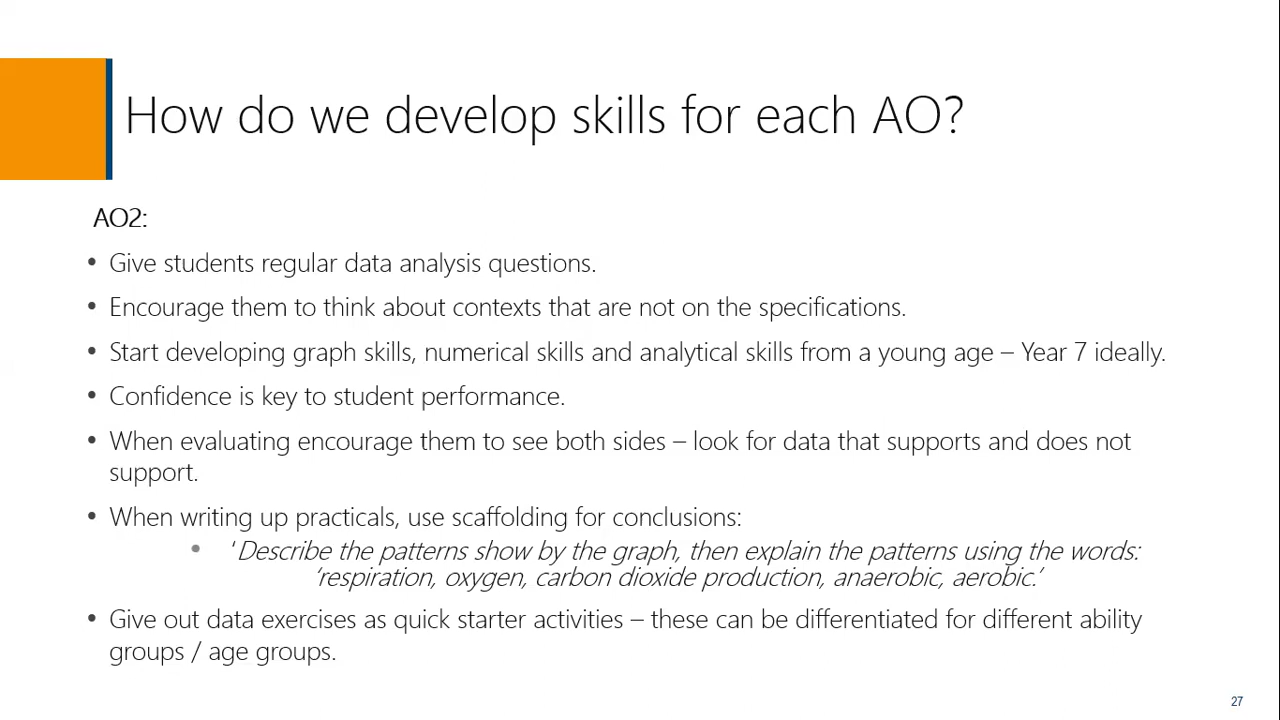 How do we develop skills for each AO?
AO2:
• Give students regular data analysis questions.
• Encourage them to think about contexts that are not on the specifications.
• Start developing graph skills, numerical skills and analytical skills from a young age – Year 7 ideally.
• Confidence is key to student performance.
• When evaluating encourage them to see both sides – look for data that supports and does not
support.
• When writing up practicals, use scaffolding for conclusions:
• ‘Describe the patterns show by the graph, then explain the patterns using the words:
‘respiration, oxygen, carbon dioxide production, anaerobic, aerobic.’
• Give out data exercises as quick starter activities – these can be differentiated for different ability
groups / age groups.
27